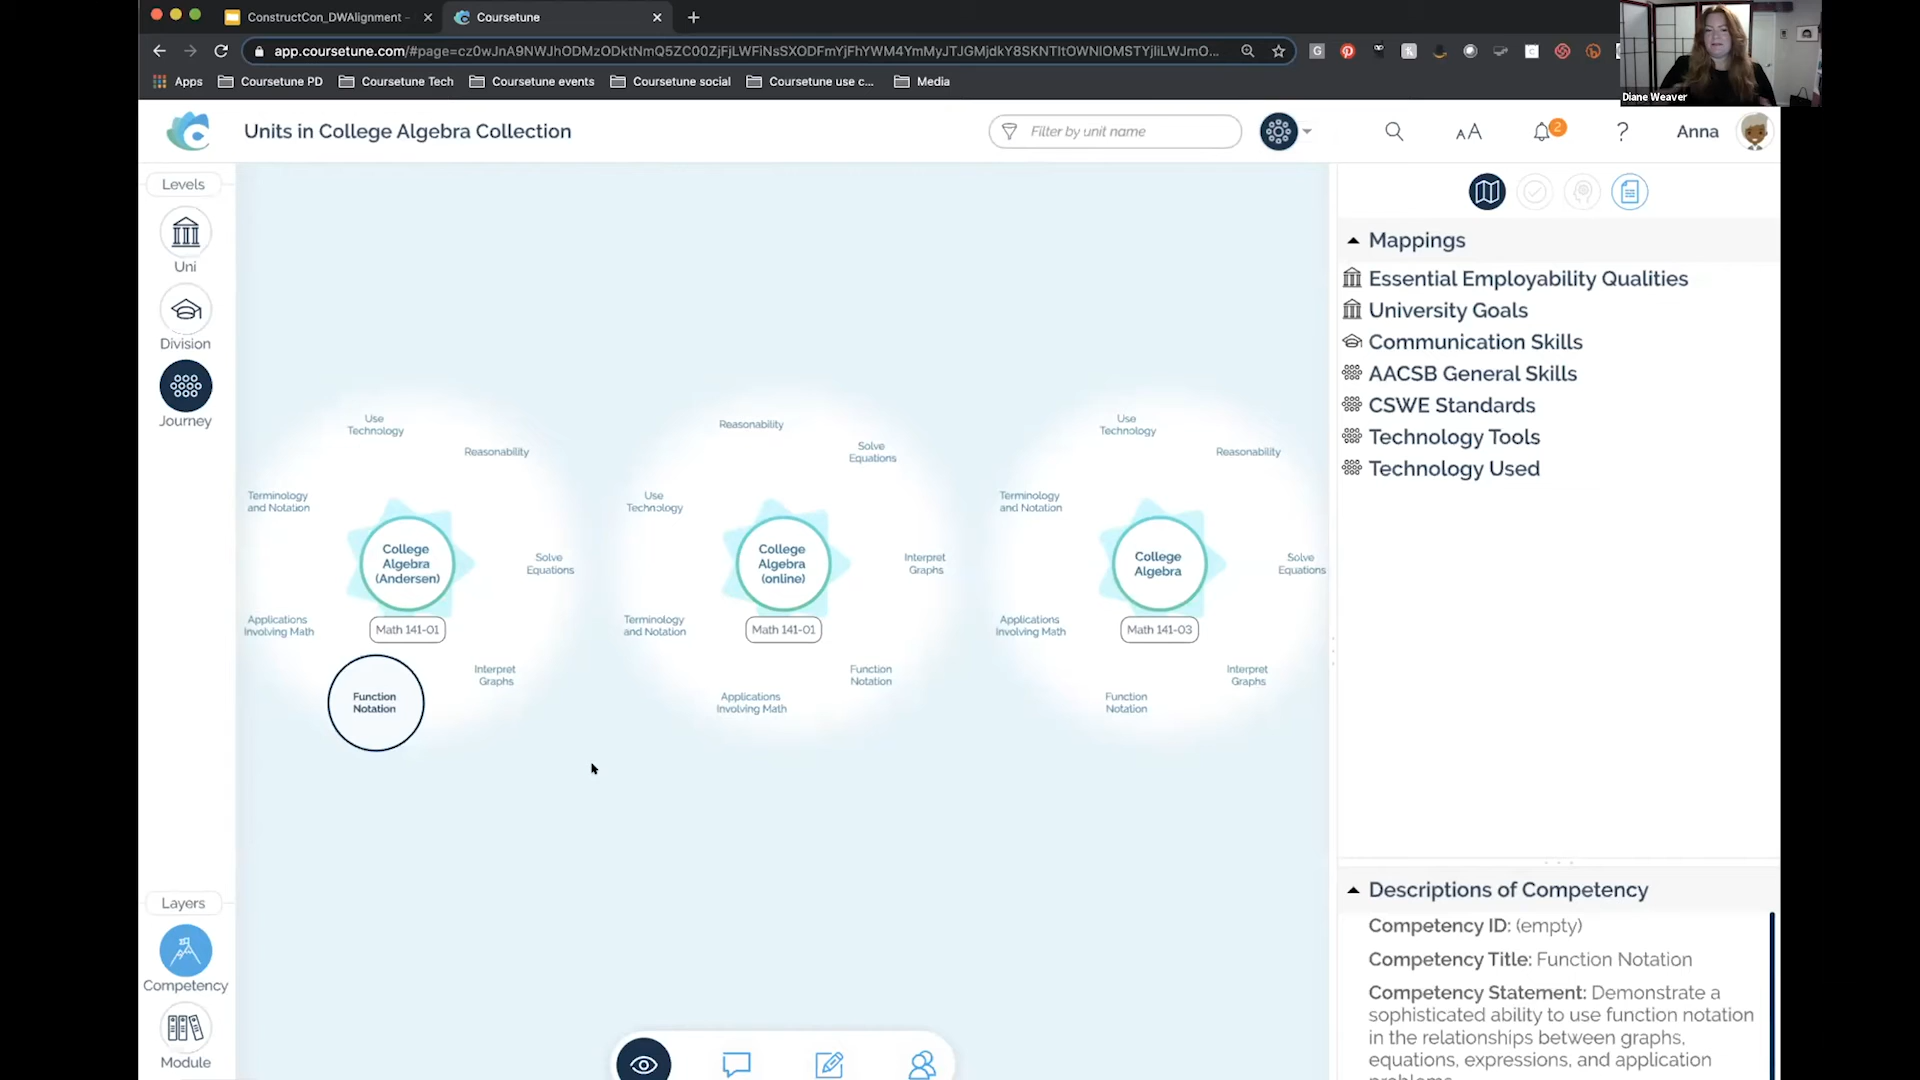 ConstructCon_DWAlignment -
Coursetune
app.coursetune.com/#page=
Apps
Coursetune PD
Coursetune Tech
Coursetune events
Coursetune social
Coursetune use c...
Media
Diane Weaver
Units in College Algebra Collection
Filter by unit name
AA
2
?
Anna
Levels
Uni
Division
Journey
Use
Technology
Reasonability
Terminology
and Notation
College
Algebra
(Andersen)
Solve
Equations
Applications
Involving Math
Math 141-01
Interpret
Graphs
Function
Notation
Reasonability
Solve
Equations
Use
Technology
College
Algebra
(online)
Interpret
Graphs
Terminology
and Notation
Math 141-01
Function
Notation
Applications
Involving Math
Use
Technology
Reasonability
Terminology
and Notation
College
Algebra
Solve
Equations
Applications
Involving Math
Math 141-03
Interpret
Graphs
Function
Notation
Mappings
Essential Employability Qualities
University Goals
Communication Skills
AACSB General Skills
CSWE Standards
Technology Tools
Technology Used
Descriptions of Competency
Competency ID: (empty)
Competency Title: Function Notation
Competency Statement: Demonstrate a
sophisticated ability to use function notation
in the relationships between graphs,
equations, expressions, and application
problems.
Layers
Competency
Module